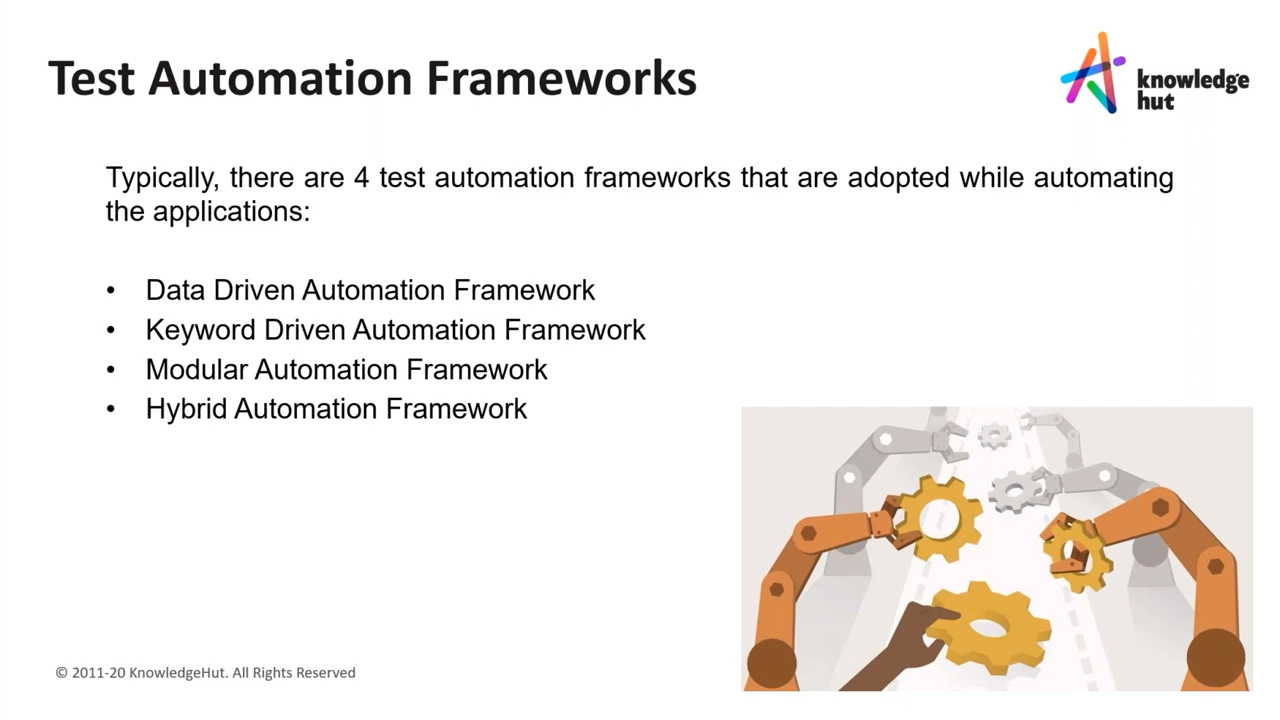 Test Automation Frameworks
knowledge
hut
Typically, there are 4 test automation frameworks that are adopted while automating
the applications:
• Data Driven Automation Framework
• Keyword Driven Automation Framework
• Modular Automation Framework
• Hybrid Automation Framework
© 2011-20 KnowledgeHut. All Rights Reserved